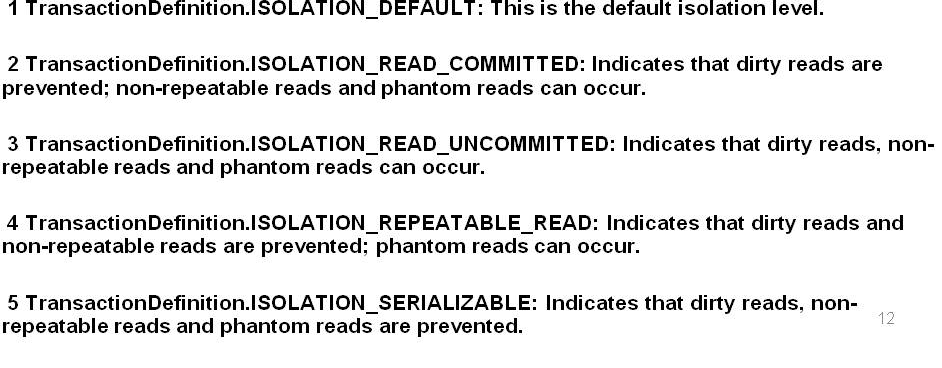 1 TransactionDefinition.ISOLATION_DEFAULT: This is the default isolation level.
2 TransactionDefinition.ISOLATION_READ_COMMITTED: Indicates that dirty reads are
prevented; non-repeatable reads and phantom reads can occur.
3 TransactionDefinition.ISOLATION_READ_UNCOMMITTED: Indicates that dirty reads, non-
repeatable reads and phantom reads can occur.
4 TransactionDefinition.ISOLATION_REPEATABLE_READ: Indicates that dirty reads and
non-repeatable reads are prevented; phantom reads can occur.
5 TransactionDefinition.ISOLATION_SERIALIZABLE: Indicates that dirty reads, non-
repeatable reads and phantom reads are prevented.
12